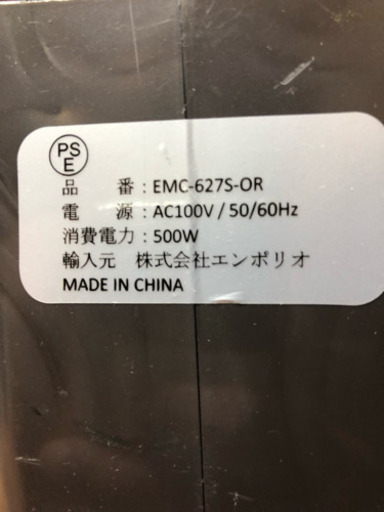 PS
E
品　　番：EMC-627S-OR
電　　源：AC100V / 50/60Hz
消費電力：500W
輸入元　株式会社エンポリオ
MADE IN CHINA